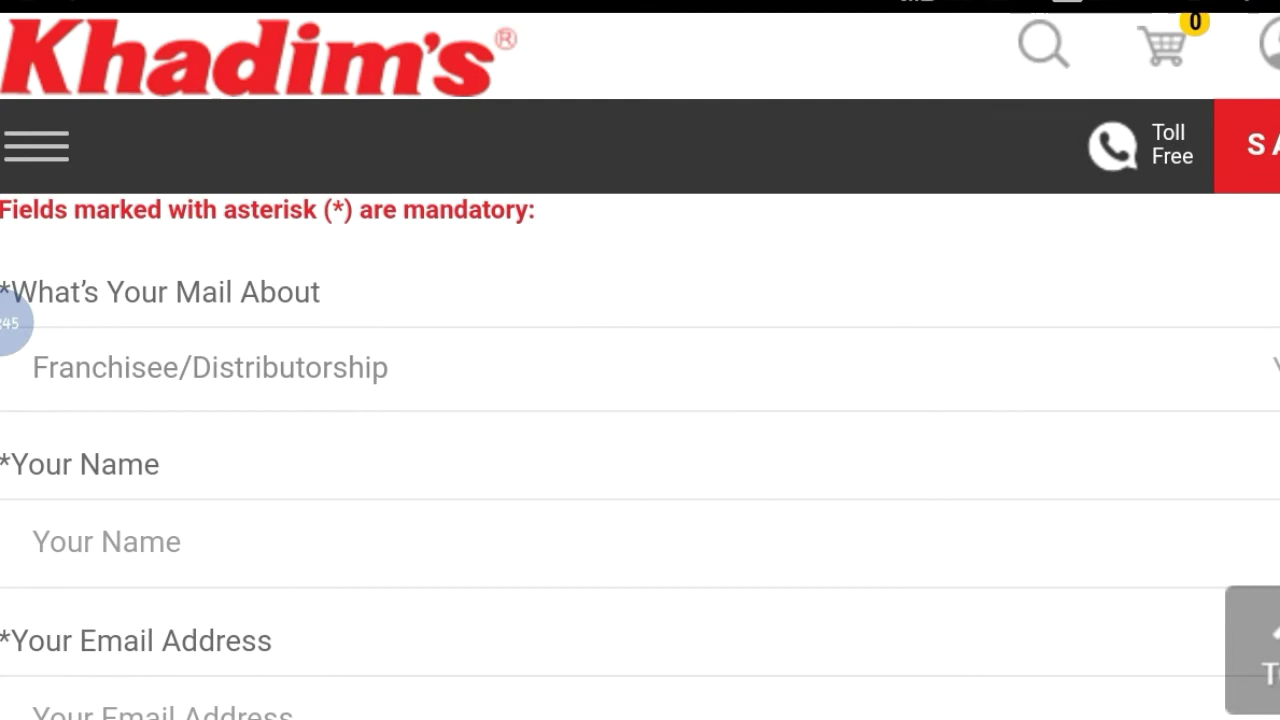 Khadim's®
0
Toll
Free
Fields marked with asterisk (*) are mandatory:
*What's Your Mail About
45
Franchisee/Distributorship
*Your Name
Your Name
*Your Email Address
Your Email Address